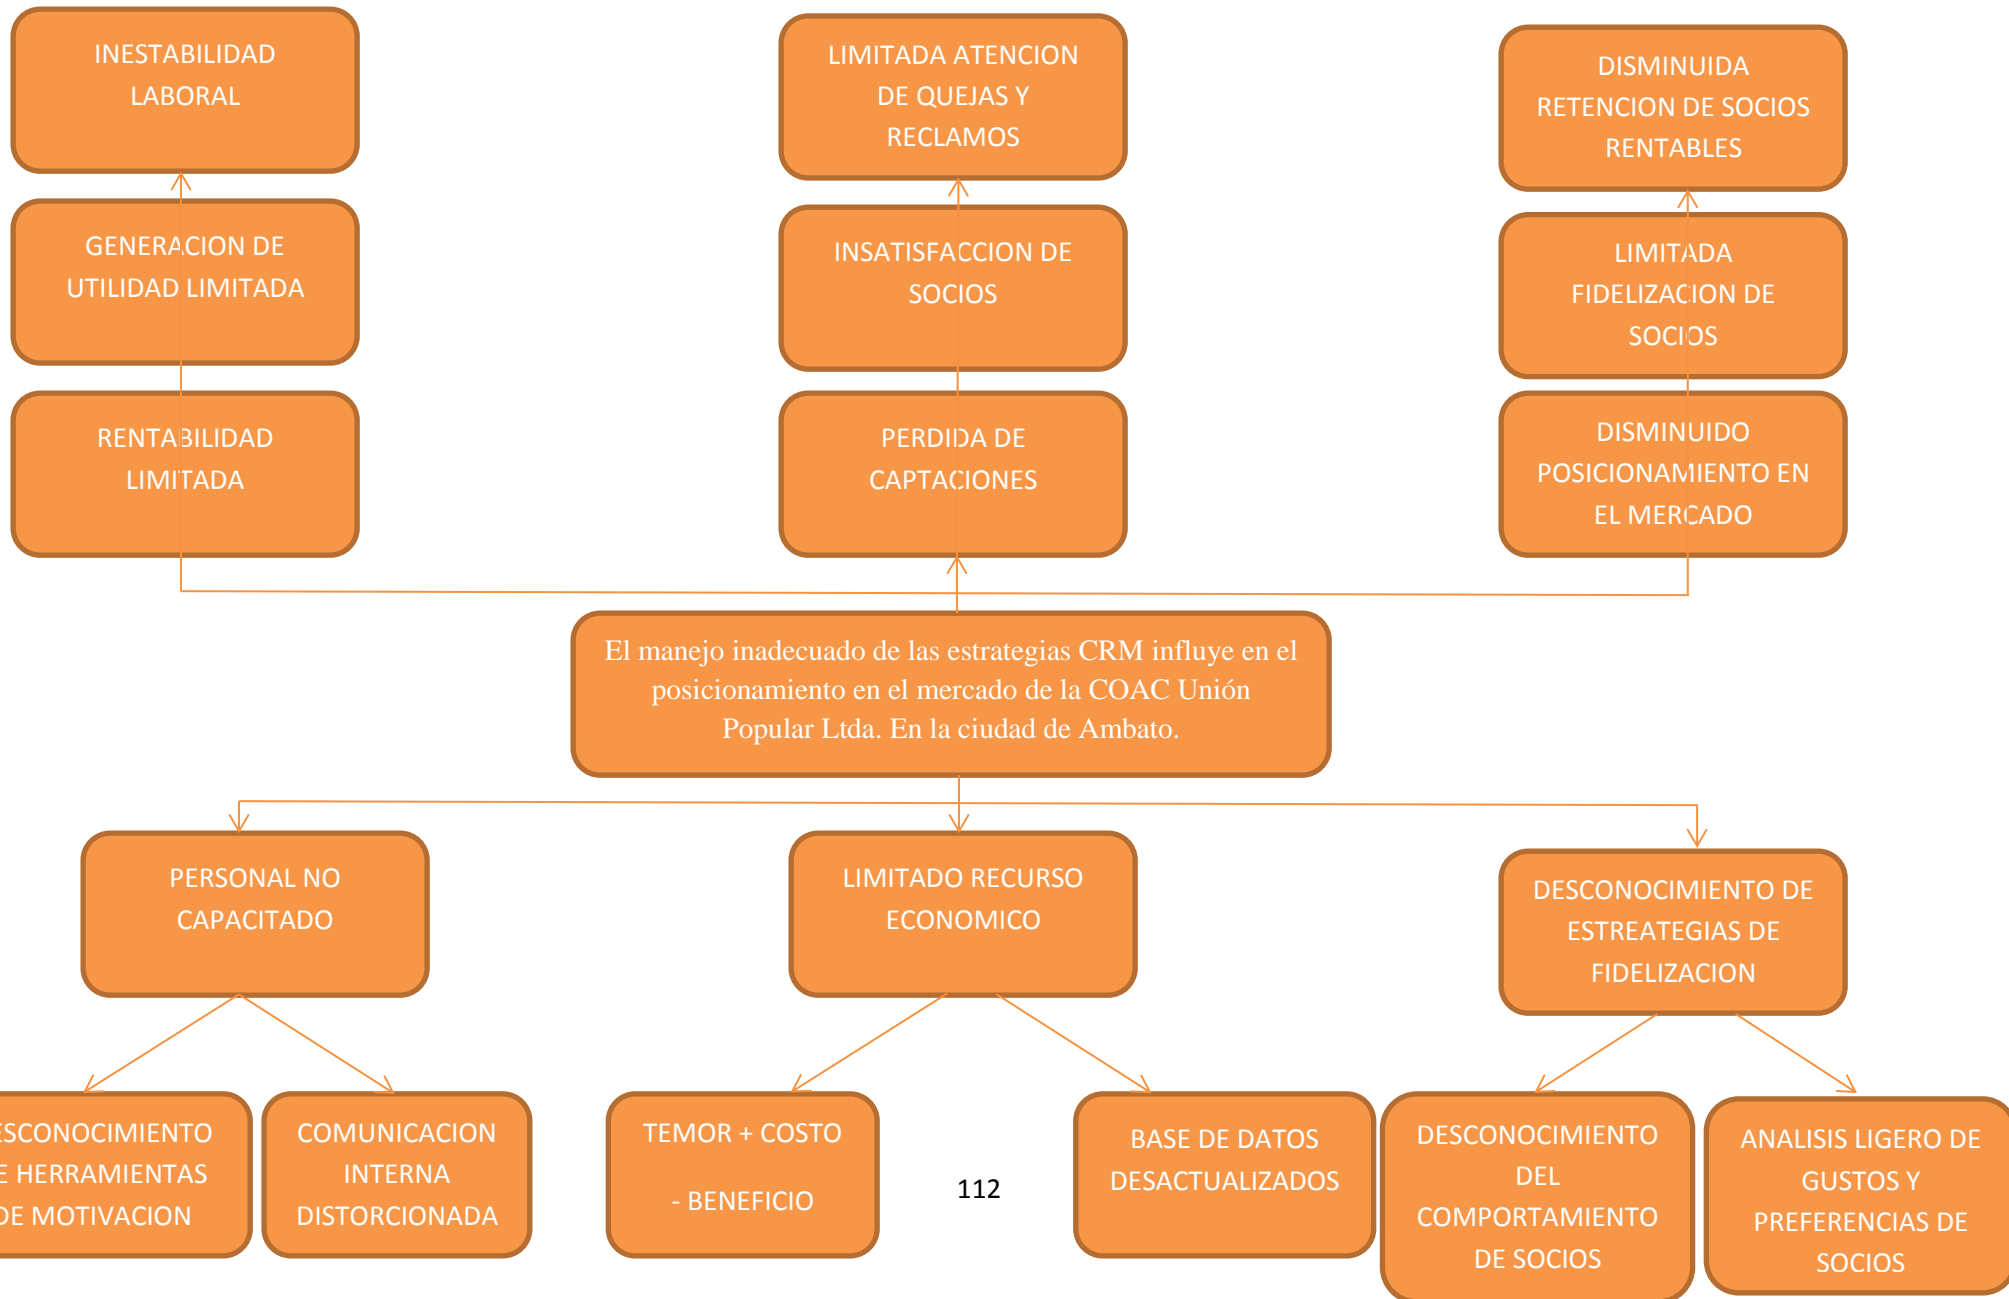 INESTABILIDAD
LABORAL
LIMITADA ATENCION
DE QUEJAS Y
RECLAMOS
DISMINUIDA
RETENCION DE SOCIOS
RENTABLES
GENERACION DE
UTILIDAD LIMITADA
INSATISFACCION DE
SOCIOS
LIMITADA
FIDELIZACION DE
SOCIOS
RENTABILIDAD
LIMITADA
PERDIDA DE
CAPTACIONES
DISMINUIDO
POSICIONAMIENTO EN
EL MERCADO
El manejo inadecuado de las estrategias CRM influye en el
posicionamiento en el mercado de la COAC Unión
Popular Ltda. En la ciudad de Ambato.
PERSONAL NO
CAPACITADO
LIMITADO RECURSO
ECONOMICO
DESCONOCIMIENTO DE
ESTREATEGIAS DE
FIDELIZACION
ESCONOCIMIENTO
E HERRAMIENTAS
DE MOTIVACION
COMUNICACION
INTERNA
DISTORCIONADA
TEMOR + COSTO
- BENEFICIO
112
BASE DE DATOS
DESACTUALIZADOS
DESCONOCIMIENTO
DEL
COMPORTAMIENTO
DE SOCIOS
ANALISIS LIGERO DE
GUSTOS Y
PREFERENCIAS DE
SOCIOS